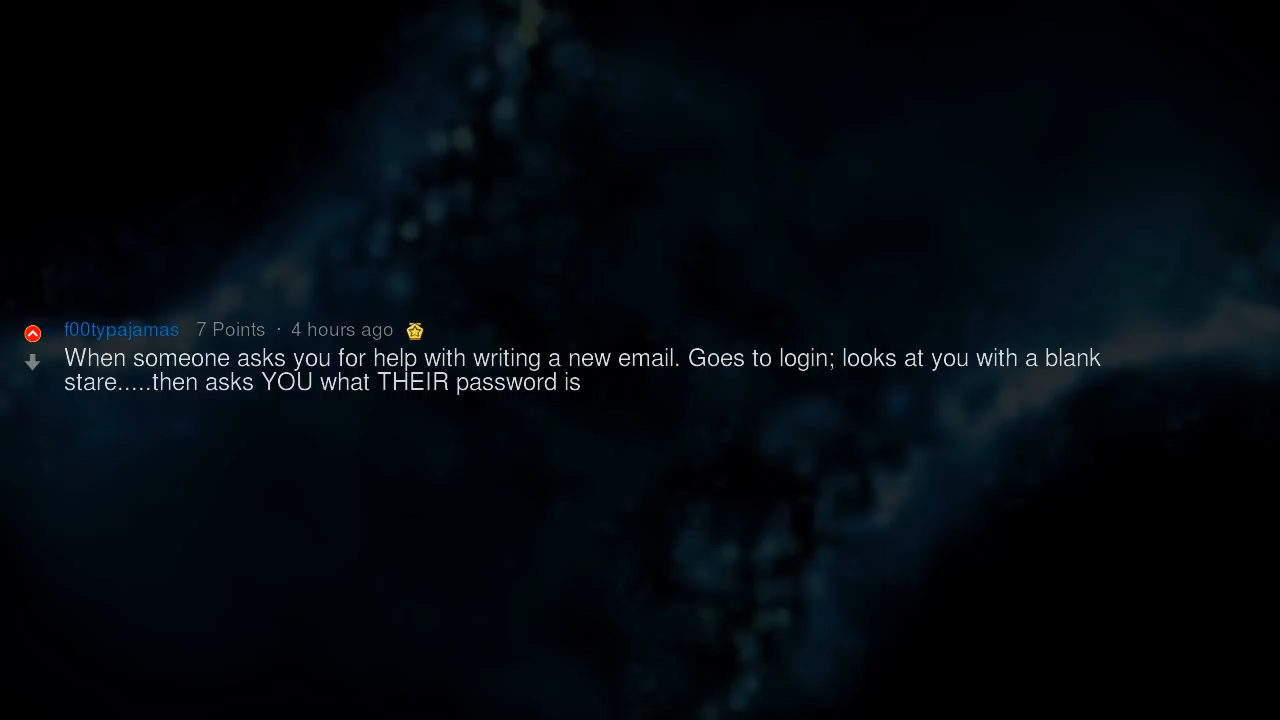 f00typajamas 7 Points · 4 hours ago
When someone asks you for help with writing a new email. Goes to login; looks at you with a blank
stare.....then asks YOU what THEIR password is